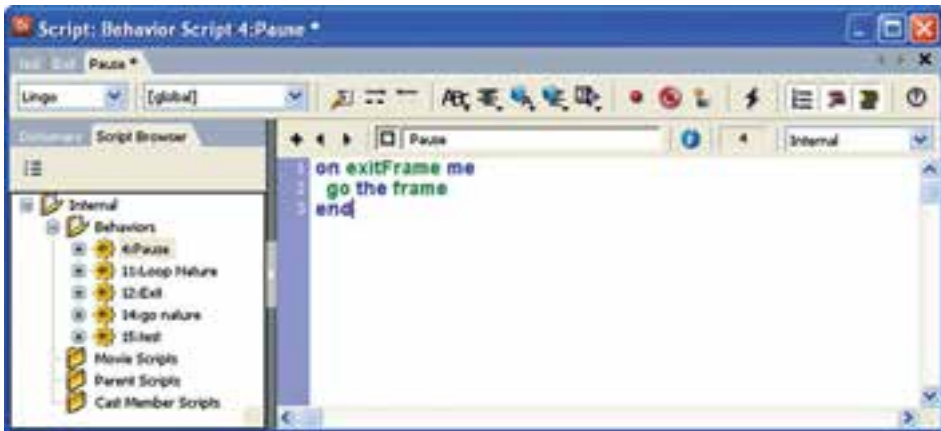 Script: Behavior Script 4:Pause *
Exit Pause *
Lingo [global]
Script Browser
Pause 4 Internal
1 on exitFrame me
2 go the frame
3 end
Internal
Behaviors
4:Pause
11:Loop Nature
12:Exit
14:go nature
15:test
Movie Scripts
Parent Scripts
Cast Member Scripts